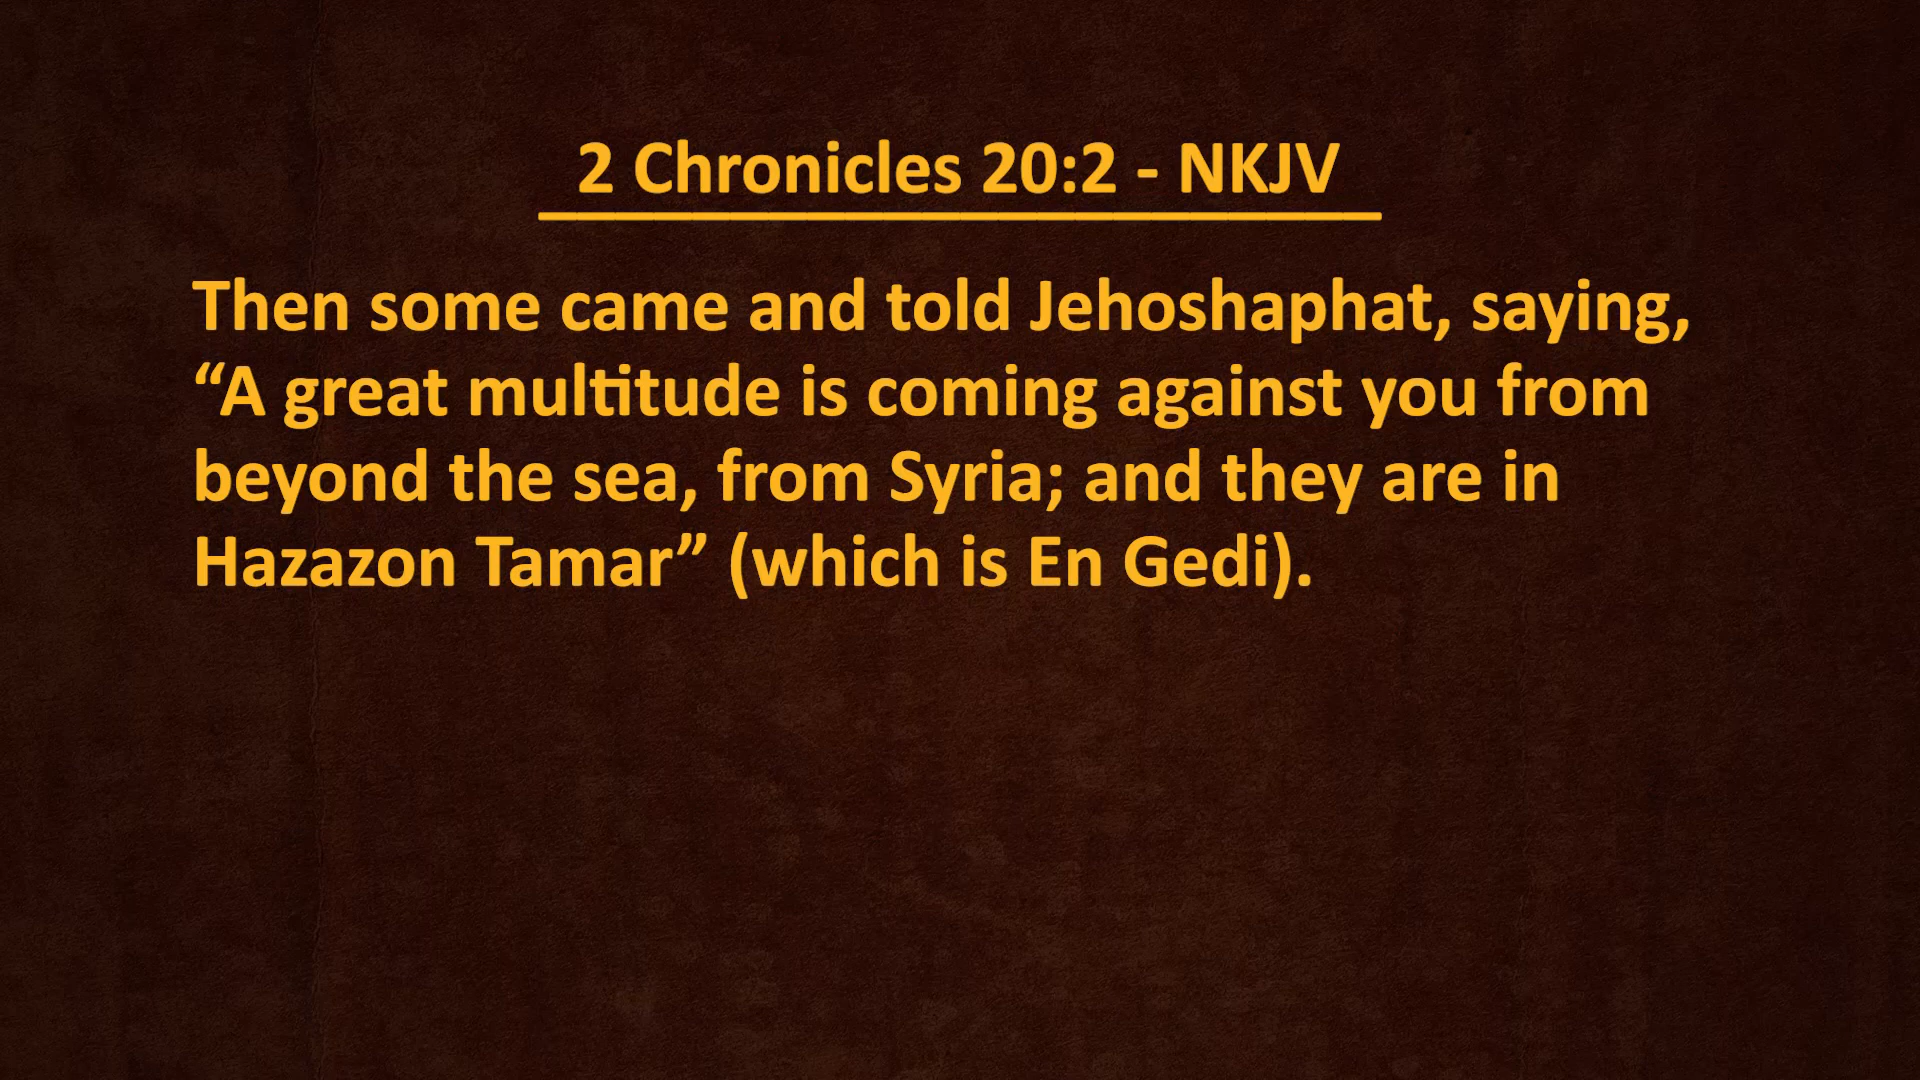 2 Chronicles 20:2 - NKJV
Then some came and told Jehoshaphat, saying,
“A great multitude is coming against you from
beyond the sea, from Syria; and they are in
Hazazon Tamar” (which is En Gedi).